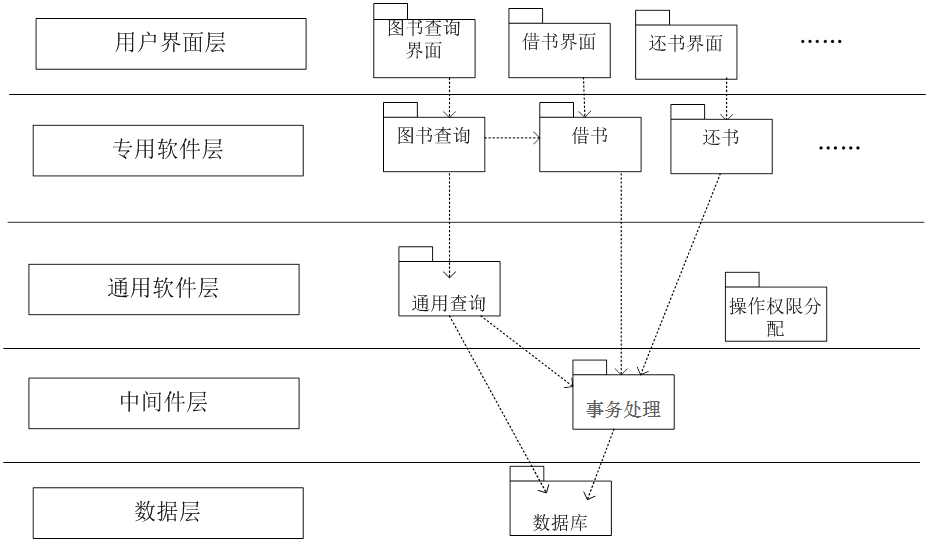 用户界面层
图书查询
界面
借书界面
还书界面
……
专用软件层
图书查询
借书
还书
……
通用软件层
通用查询
操作权限分
配
中间件层
事务处理
数据层
数据库